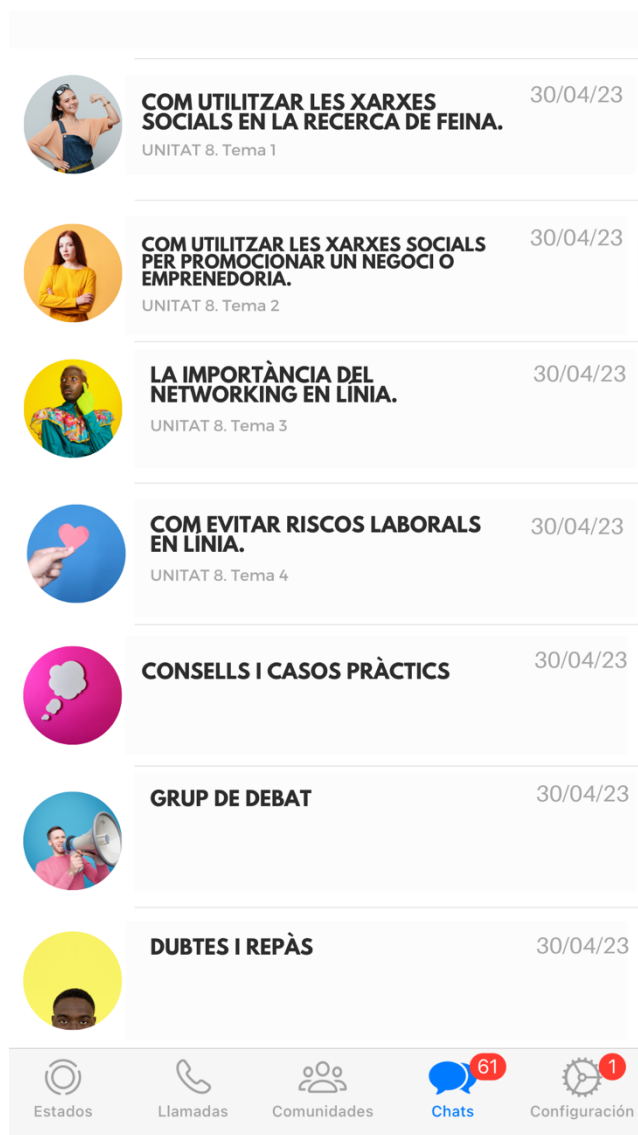 COM UTILITZAR LES XARXES
SOCIALS EN LA RECERCA DE FEINA.
30/04/23
UNITAT 8. Tema 1
COM UTILITZAR LES XARXES SOCIALS
PER PROMOCIONAR UN NEGOCI O
EMPRENEDORIA.
30/04/23
UNITAT 8. Tema 2
LA IMPORTÀNCIA DEL
NETWORKING EN LÍNIA.
30/04/23
UNITAT 8. Tema 3
COM EVITAR RISCOS LABORALS
EN LÍNIA.
30/04/23
UNITAT 8. Tema 4
CONSELLS I CASOS PRÀCTICS
30/04/23
GRUP DE DEBAT
30/04/23
DUBTES I REPÀS
30/04/23
61
1
Estados
Llamadas
Comunidades
Chats
Configuración